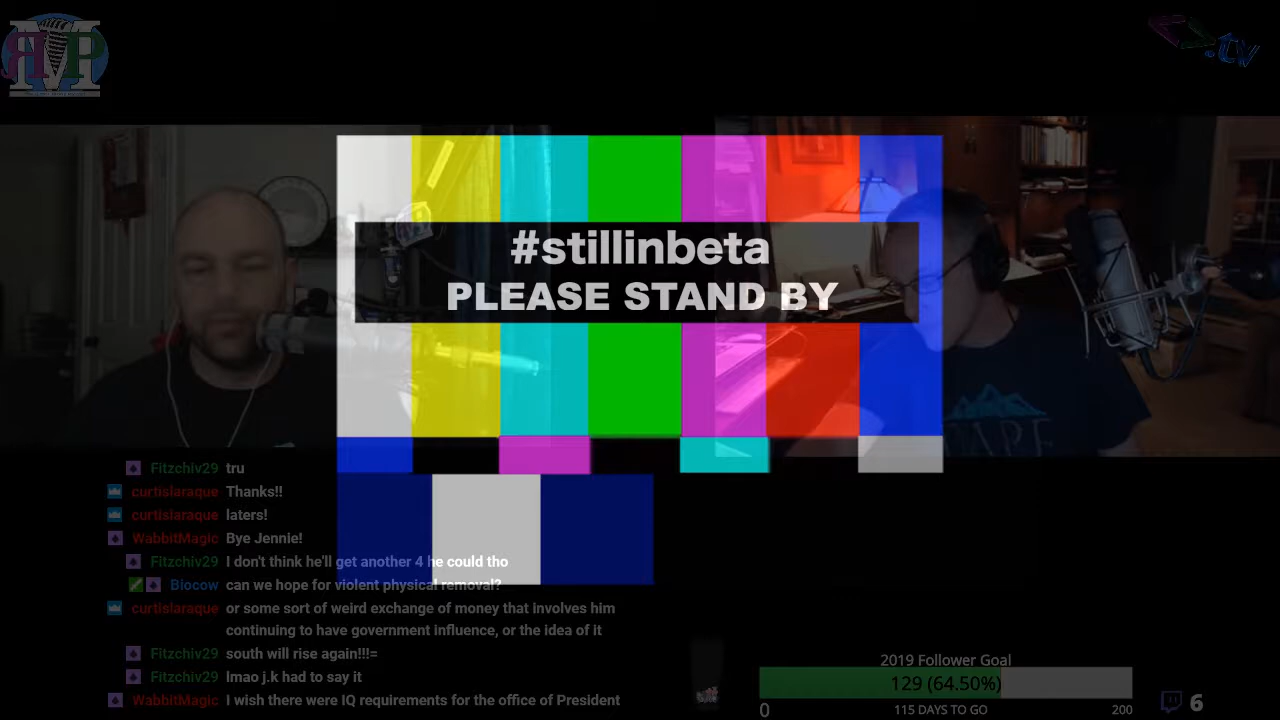 RMP
.tv
#stillinbeta
PLEASE STAND BY
CAPE
Fitzchiv29 tru
curtislaraque Thanks!!
curtislaraque laters!
WabbitMagic Bye Jennie!
Fitzchiv29 I don't think he'll get another 4 he could tho
Biocow can we hope for violent physical removal?
curtislaraque or some sort of weird exchange of money that involves him
continuing to have government influence, or the idea of it
Fitzchiv29 south will rise again!!!=
Fitzchiv29 lmao j.k had to say it
WabbitMagic I wish there were IQ requirements for the office of President
2019 Follower Goal
129 (64.50%)
0 115 DAYS TO GO 200
6